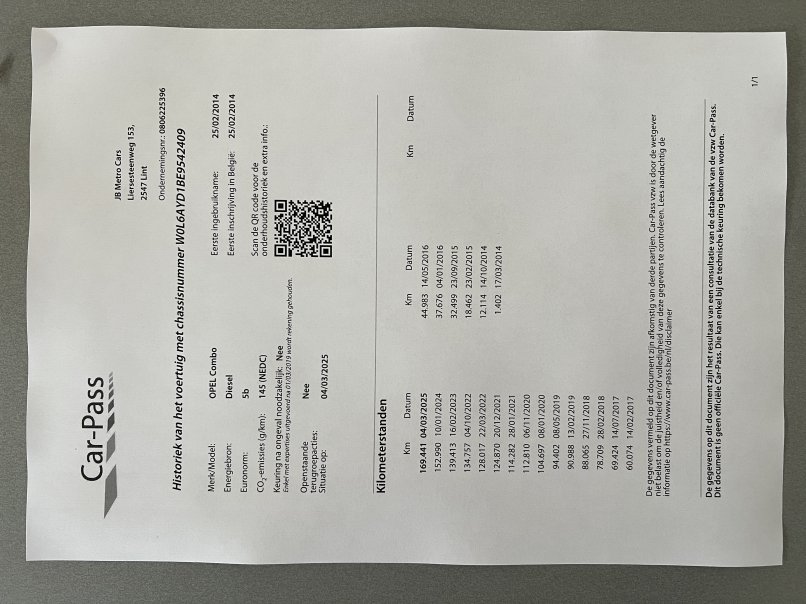 Car-Pass
JB Metro Cars
Liersesteenweg 153,
2547 Lint
Ondernemingsnr.: 0806225396
Historiek van het voertuig met chassisnummer W0L6AYD1BE9542409
Merk/Model: OPEL Combo
Energiebron: Diesel
Euronorm: 5b
CO2-emissies (g/km): 145 (NEDC)
Keuring na ongeval noodzakelijk: Nee
Enkel met expertises uitgevoerd na 01/03/2019 wordt rekening gehouden.
Openstaande Nee
terugroepacties:
Situatie op: 04/03/2025
Eerste ingebruikname: 25/02/2014
Eerste inschrijving in België: 25/02/2014
Scan de QR code voor de
onderhoudshistoriek en extra info.:
Kilometerstanden
Km Datum Km Datum Km Datum
169.441 04/03/2025 44.983 14/05/2016
152.990 10/01/2024 37.676 04/01/2016
139.413 16/02/2023 32.499 23/09/2015
134.757 04/10/2022 18.462 23/02/2015
128.017 22/03/2022 12.114 14/10/2014
124.870 20/12/2021 1.402 17/03/2014
114.282 28/01/2021
112.810 06/11/2020
104.697 08/01/2020
94.402 08/05/2019
90.988 13/02/2019
88.065 27/11/2018
78.709 28/02/2018
69.424 14/07/2017
60.074 14/02/2017
De gegevens vermeld op dit document zijn afkomstig van derde partijen. Car-Pass vzw is door de wetgever
niet belast om de juistheid en/of volledigheid van deze gegevens te controleren. Lees aandachtig de
informatie op https://www.car-pass.be/nl/disclaimer
De gegevens op dit document zijn het resultaat van een consultatie van de databank van de vzw Car-Pass.
Dit document is geen officiële Car-Pass. Die kan enkel bij de technische keuring bekomen worden.
1/1